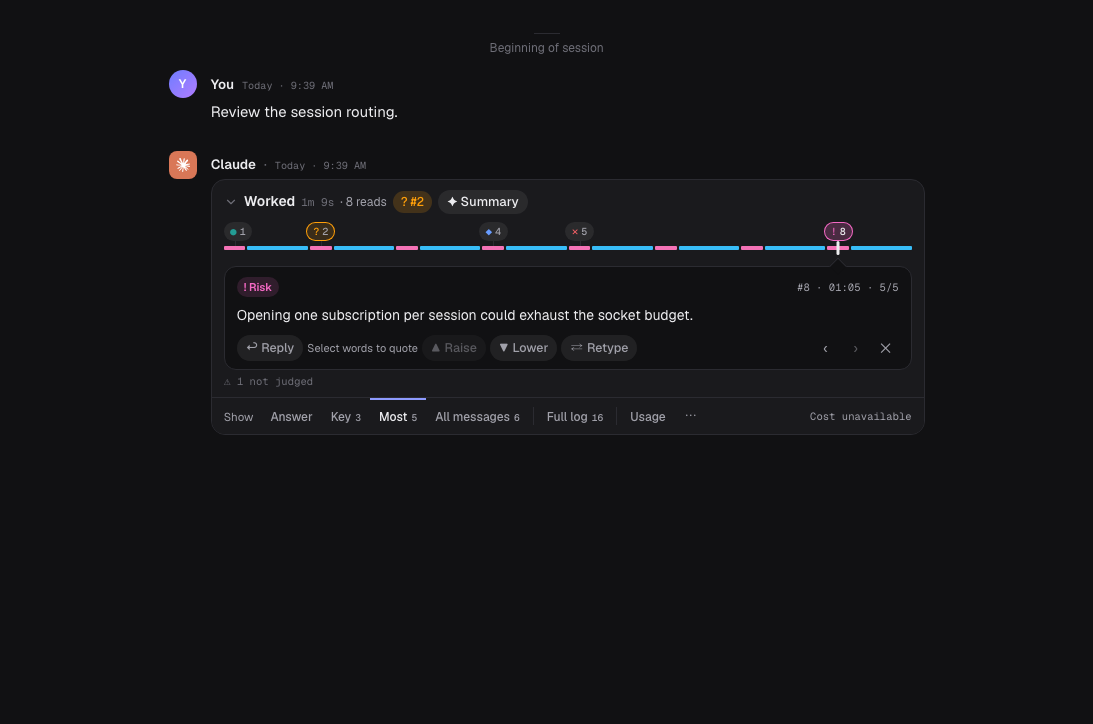 Beginning of session
Y You Today · 9:39 AM
Review the session routing.
Claude · Today · 9:39 AM
Worked 1m 9s · 8 reads ? #2 ✦ Summary
● 1 ? 2 ◆ 4 × 5 ! 8
! Risk #8 · 01:05 · 5/5
Opening one subscription per session could exhaust the socket budget.
↩ Reply Select words to quote ▲ Raise ▼ Lower ⇄ Retype ‹ › ×
⚠ 1 not judged
Show Answer Key 3 Most 5 All messages 6 Full log 16 Usage ··· Cost unavailable